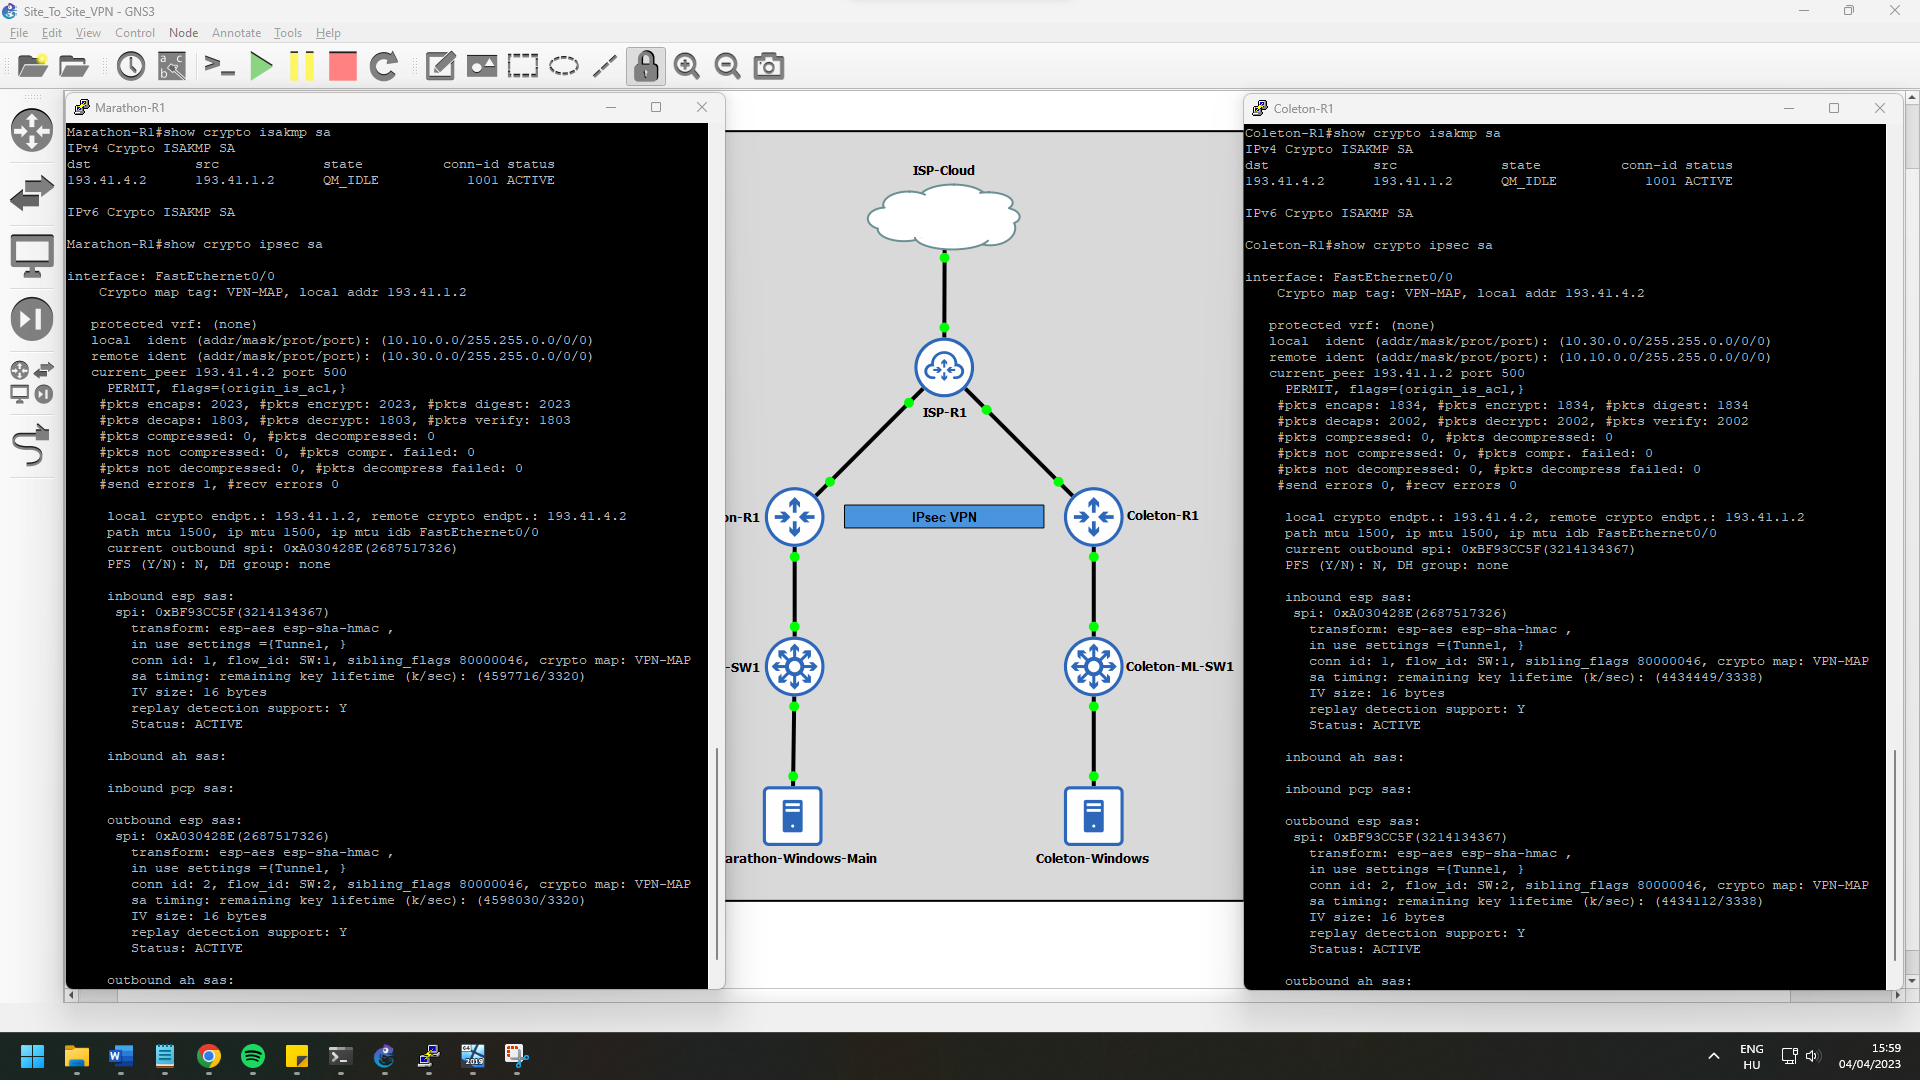 Site_To_Site_VPN - GNS3
File Edit View Control Node Annotate Tools Help
Marathon-R1
Marathon-R1#show crypto isakmp sa
IPv4 Crypto ISAKMP SA
dst src state conn-id status
193.41.4.2 193.41.1.2 QM_IDLE 1001 ACTIVE
IPv6 Crypto ISAKMP SA
Marathon-R1#show crypto ipsec sa
interface: FastEthernet0/0
Crypto map tag: VPN-MAP, local addr 193.41.1.2
protected vrf: (none)
local ident (addr/mask/prot/port): (10.10.0.0/255.255.0.0/0/0)
remote ident (addr/mask/prot/port): (10.30.0.0/255.255.0.0/0/0)
current_peer 193.41.4.2 port 500
PERMIT, flags={origin_is_acl,}
#pkts encaps: 2023, #pkts encrypt: 2023, #pkts digest: 2023
#pkts decaps: 1803, #pkts decrypt: 1803, #pkts verify: 1803
#pkts compressed: 0, #pkts decompressed: 0
#pkts not compressed: 0, #pkts compr. failed: 0
#pkts not decompressed: 0, #pkts decompress failed: 0
#send errors 1, #recv errors 0
local crypto endpt.: 193.41.1.2, remote crypto endpt.: 193.41.4.2
path mtu 1500, ip mtu 1500, ip mtu idb FastEthernet0/0
current outbound spi: 0xA030428E(2687517326)
PFS (Y/N): N, DH group: none
inbound esp sas:
spi: 0xBF93CC5F(3214134367)
transform: esp-aes esp-sha-hmac ,
in use settings ={Tunnel, }
conn id: 1, flow_id: SW:1, sibling_flags 80000046, crypto map: VPN-MAP
sa timing: remaining key lifetime (k/sec): (4597716/3320)
IV size: 16 bytes
replay detection support: Y
Status: ACTIVE
inbound ah sas:
inbound pcp sas:
outbound esp sas:
spi: 0xA030428E(2687517326)
transform: esp-aes esp-sha-hmac ,
in use settings ={Tunnel, }
conn id: 2, flow_id: SW:2, sibling_flags 80000046, crypto map: VPN-MAP
sa timing: remaining key lifetime (k/sec): (4598030/3320)
IV size: 16 bytes
replay detection support: Y
Status: ACTIVE
outbound ah sas:
ISP-Cloud
ISP-R1
on-R1
IPsec VPN
Coleton-R1
-SW1
Coleton-ML-SW1
arathon-Windows-Main
Coleton-Windows
Coleton-R1
Coleton-R1#show crypto isakmp sa
IPv4 Crypto ISAKMP SA
dst src state conn-id status
193.41.4.2 193.41.1.2 QM_IDLE 1001 ACTIVE
IPv6 Crypto ISAKMP SA
Coleton-R1#show crypto ipsec sa
interface: FastEthernet0/0
Crypto map tag: VPN-MAP, local addr 193.41.4.2
protected vrf: (none)
local ident (addr/mask/prot/port): (10.30.0.0/255.255.0.0/0/0)
remote ident (addr/mask/prot/port): (10.10.0.0/255.255.0.0/0/0)
current_peer 193.41.1.2 port 500
PERMIT, flags={origin_is_acl,}
#pkts encaps: 1834, #pkts encrypt: 1834, #pkts digest: 1834
#pkts decaps: 2002, #pkts decrypt: 2002, #pkts verify: 2002
#pkts compressed: 0, #pkts decompressed: 0
#pkts not compressed: 0, #pkts compr. failed: 0
#pkts not decompressed: 0, #pkts decompress failed: 0
#send errors 0, #recv errors 0
local crypto endpt.: 193.41.4.2, remote crypto endpt.: 193.41.1.2
path mtu 1500, ip mtu 1500, ip mtu idb FastEthernet0/0
current outbound spi: 0xBF93CC5F(3214134367)
PFS (Y/N): N, DH group: none
inbound esp sas:
spi: 0xA030428E(2687517326)
transform: esp-aes esp-sha-hmac ,
in use settings ={Tunnel, }
conn id: 1, flow_id: SW:1, sibling_flags 80000046, crypto map: VPN-MAP
sa timing: remaining key lifetime (k/sec): (4434449/3338)
IV size: 16 bytes
replay detection support: Y
Status: ACTIVE
inbound ah sas:
inbound pcp sas:
outbound esp sas:
spi: 0xBF93CC5F(3214134367)
transform: esp-aes esp-sha-hmac ,
in use settings ={Tunnel, }
conn id: 2, flow_id: SW:2, sibling_flags 80000046, crypto map: VPN-MAP
sa timing: remaining key lifetime (k/sec): (4434112/3338)
IV size: 16 bytes
replay detection support: Y
Status: ACTIVE
outbound ah sas:
ENG
HU
15:59
04/04/2023